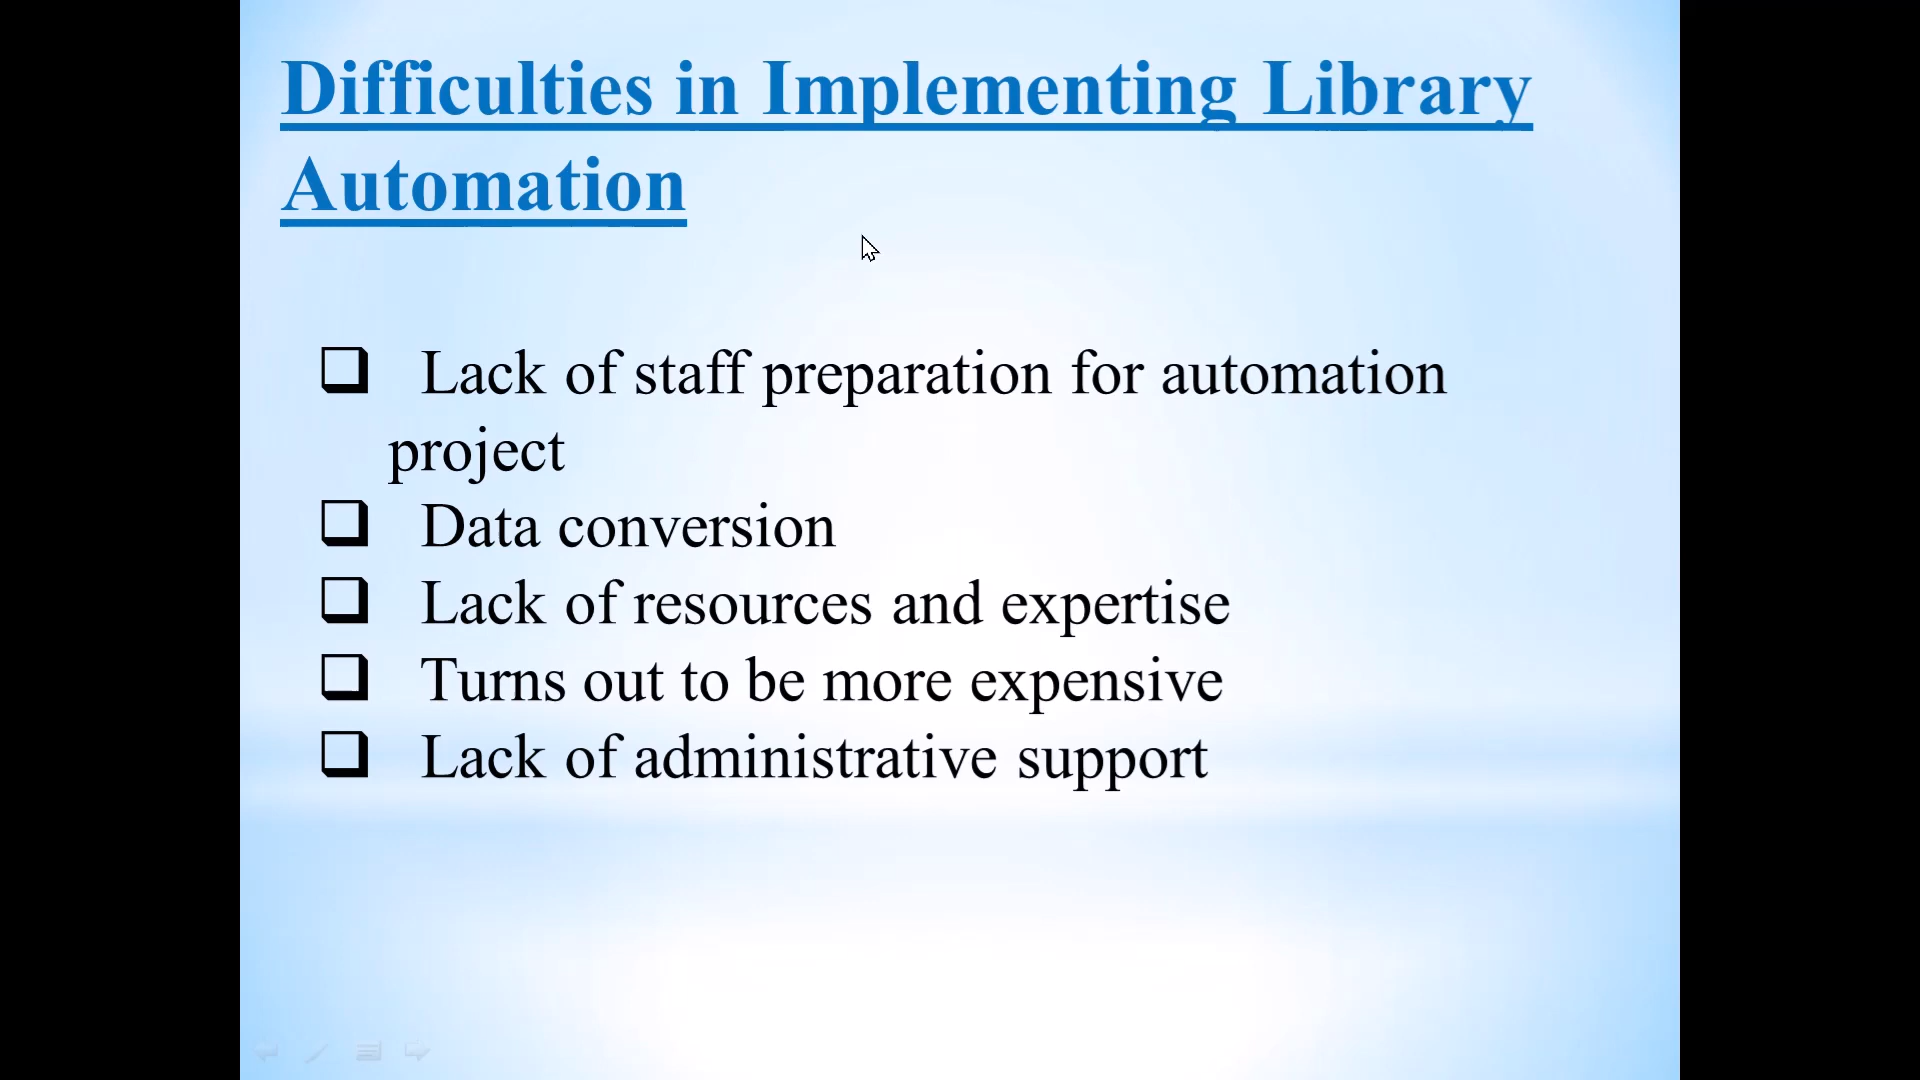 Difficulties in Implementing Library
Automation
❑ Lack of staff preparation for automation
project
❑ Data conversion
❑ Lack of resources and expertise
❑ Turns out to be more expensive
❑ Lack of administrative support